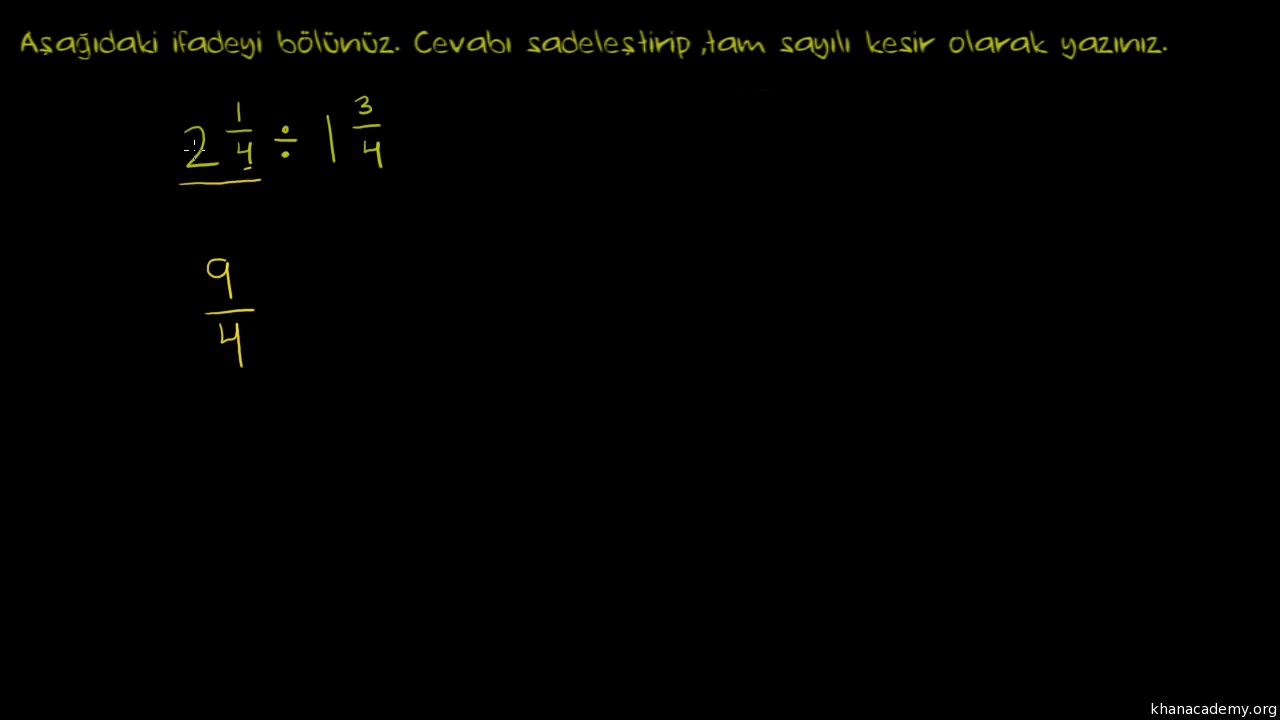 Aşağıdaki ifadeyi bölünüz. Cevabı sadeleştirip ,tam sayılı kesir olarak yazınız.
2 1/4 ÷ 1 3/4
9/4
khanacademy.org